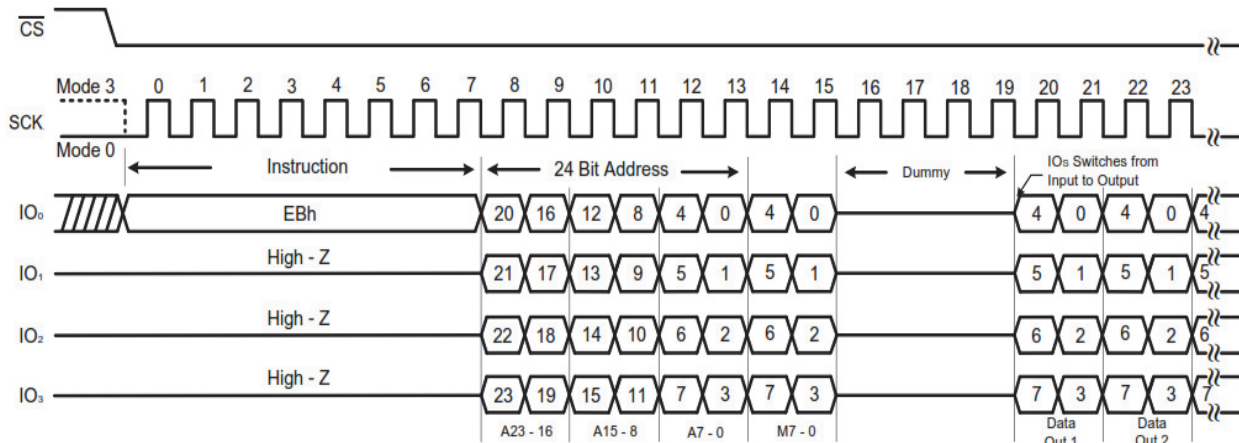 CS
Mode 3 0 1 2 3 4 5 6 7 8 9 10 11 12 13 14 15 16 17 18 19 20 21 22 23
SCK
Mode 0
Instruction 24 Bit Address Dummy IOs Switches from
Input to Output
IO0 EBh 20 16 12 8 4 0 4 0 4 0 4 0 4
High - Z
IO1 21 17 13 9 5 1 5 1 5 1 5 1 5
High - Z
IO2 22 18 14 10 6 2 6 2 6 2 6 2 6
High - Z
IO3 23 19 15 11 7 3 7 3 7 3 7 3 7
A23 - 16 A15 - 8 A7 - 0 M7 - 0 Data Data
Out 1 Out 2